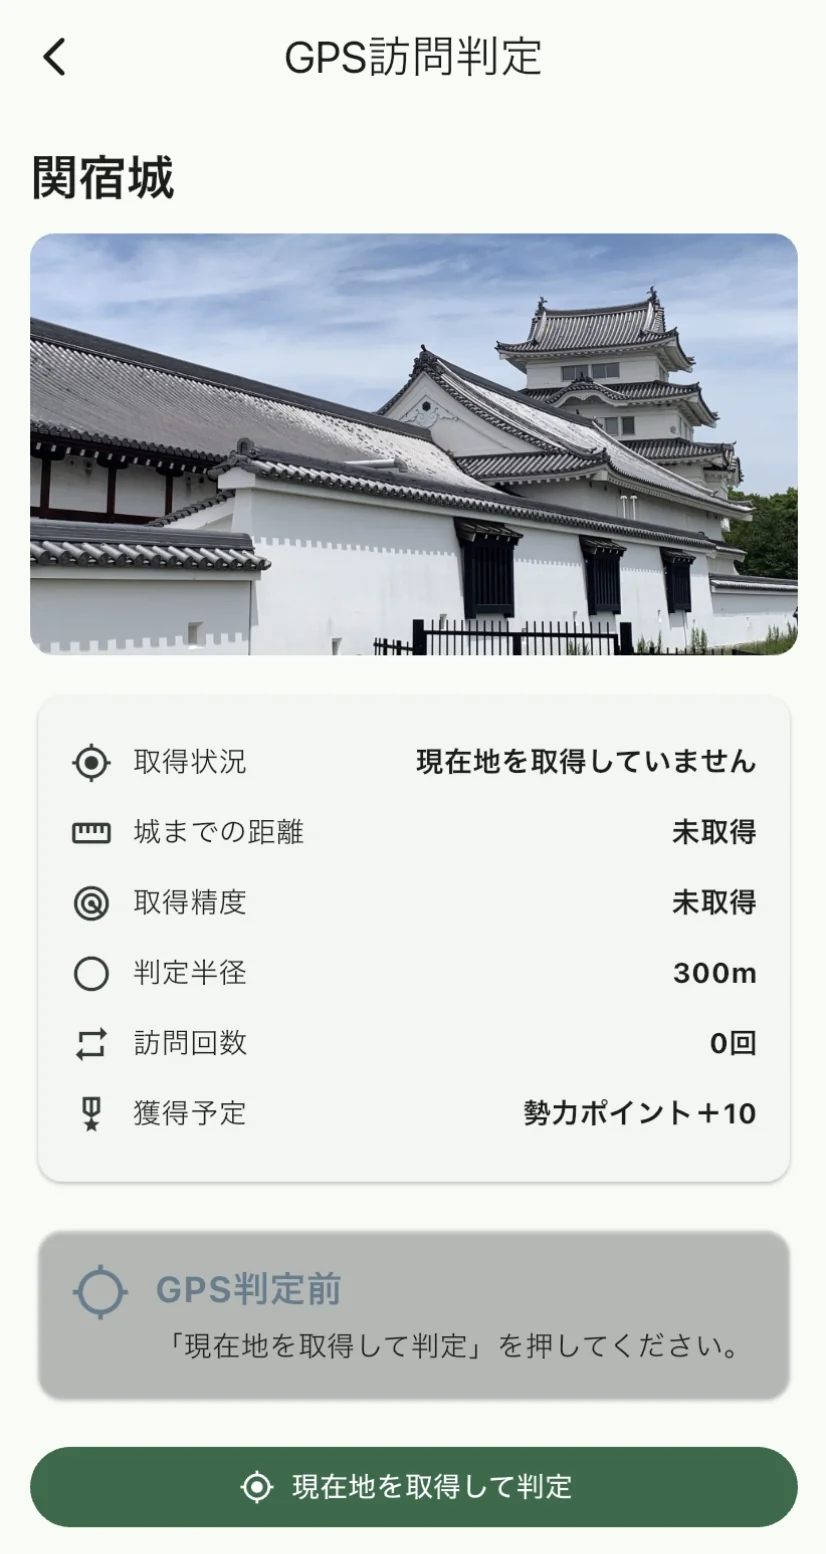 GPS訪問判定
関宿城
取得状況 現在地を取得していません
城までの距離 未取得
取得精度 未取得
判定半径 300m
訪問回数 0回
獲得予定 勢力ポイント＋10
GPS判定前
「現在地を取得して判定」を押してください。
現在地を取得して判定